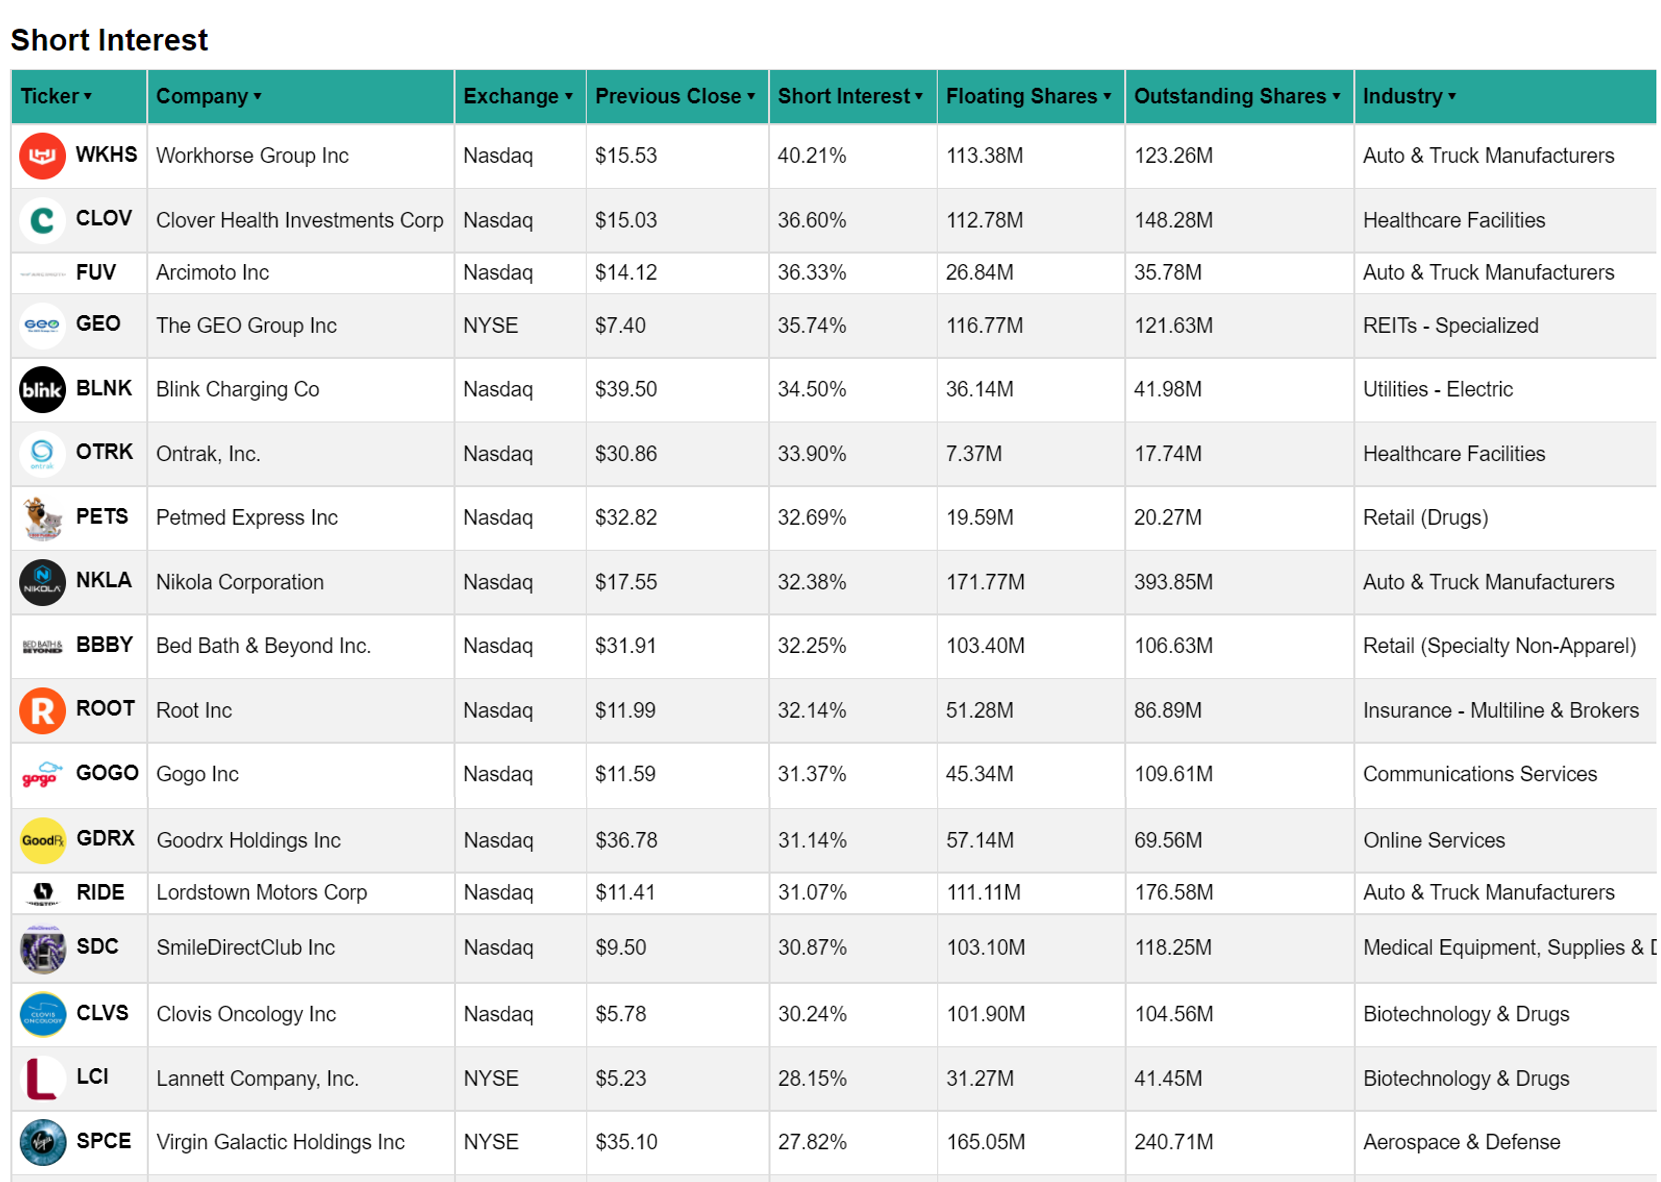 Short Interest
Ticker ▾ Company ▾ Exchange ▾ Previous Close ▾ Short Interest ▾ Floating Shares ▾ Outstanding Shares ▾ Industry ▾
WKHS Workhorse Group Inc Nasdaq $15.53 40.21% 113.38M 123.26M Auto & Truck Manufacturers
C CLOV Clover Health Investments Corp Nasdaq $15.03 36.60% 112.78M 148.28M Healthcare Facilities
FUV Arcimoto Inc Nasdaq $14.12 36.33% 26.84M 35.78M Auto & Truck Manufacturers
GEO GEO The GEO Group Inc NYSE $7.40 35.74% 116.77M 121.63M REITs - Specialized
blink BLNK Blink Charging Co Nasdaq $39.50 34.50% 36.14M 41.98M Utilities - Electric
ontrak OTRK Ontrak, Inc. Nasdaq $30.86 33.90% 7.37M 17.74M Healthcare Facilities
PETS Petmed Express Inc Nasdaq $32.82 32.69% 19.59M 20.27M Retail (Drugs)
N NIKOLA NKLA Nikola Corporation Nasdaq $17.55 32.38% 171.77M 393.85M Auto & Truck Manufacturers
BED BATH & BEYOND BBBY Bed Bath & Beyond Inc. Nasdaq $31.91 32.25% 103.40M 106.63M Retail (Specialty Non-Apparel)
R ROOT Root Inc Nasdaq $11.99 32.14% 51.28M 86.89M Insurance - Multiline & Brokers
gogo GOGO Gogo Inc Nasdaq $11.59 31.37% 45.34M 109.61M Communications Services
GoodRx GDRX Goodrx Holdings Inc Nasdaq $36.78 31.14% 57.14M 69.56M Online Services
RIDE Lordstown Motors Corp Nasdaq $11.41 31.07% 111.11M 176.58M Auto & Truck Manufacturers
SDC SmileDirectClub Inc Nasdaq $9.50 30.87% 103.10M 118.25M Medical Equipment, Supplies &
CLOVIS ONCOLOGY CLVS Clovis Oncology Inc Nasdaq $5.78 30.24% 101.90M 104.56M Biotechnology & Drugs
L LCI Lannett Company, Inc. NYSE $5.23 28.15% 31.27M 41.45M Biotechnology & Drugs
Virgin SPCE Virgin Galactic Holdings Inc NYSE $35.10 27.82% 165.05M 240.71M Aerospace & Defense